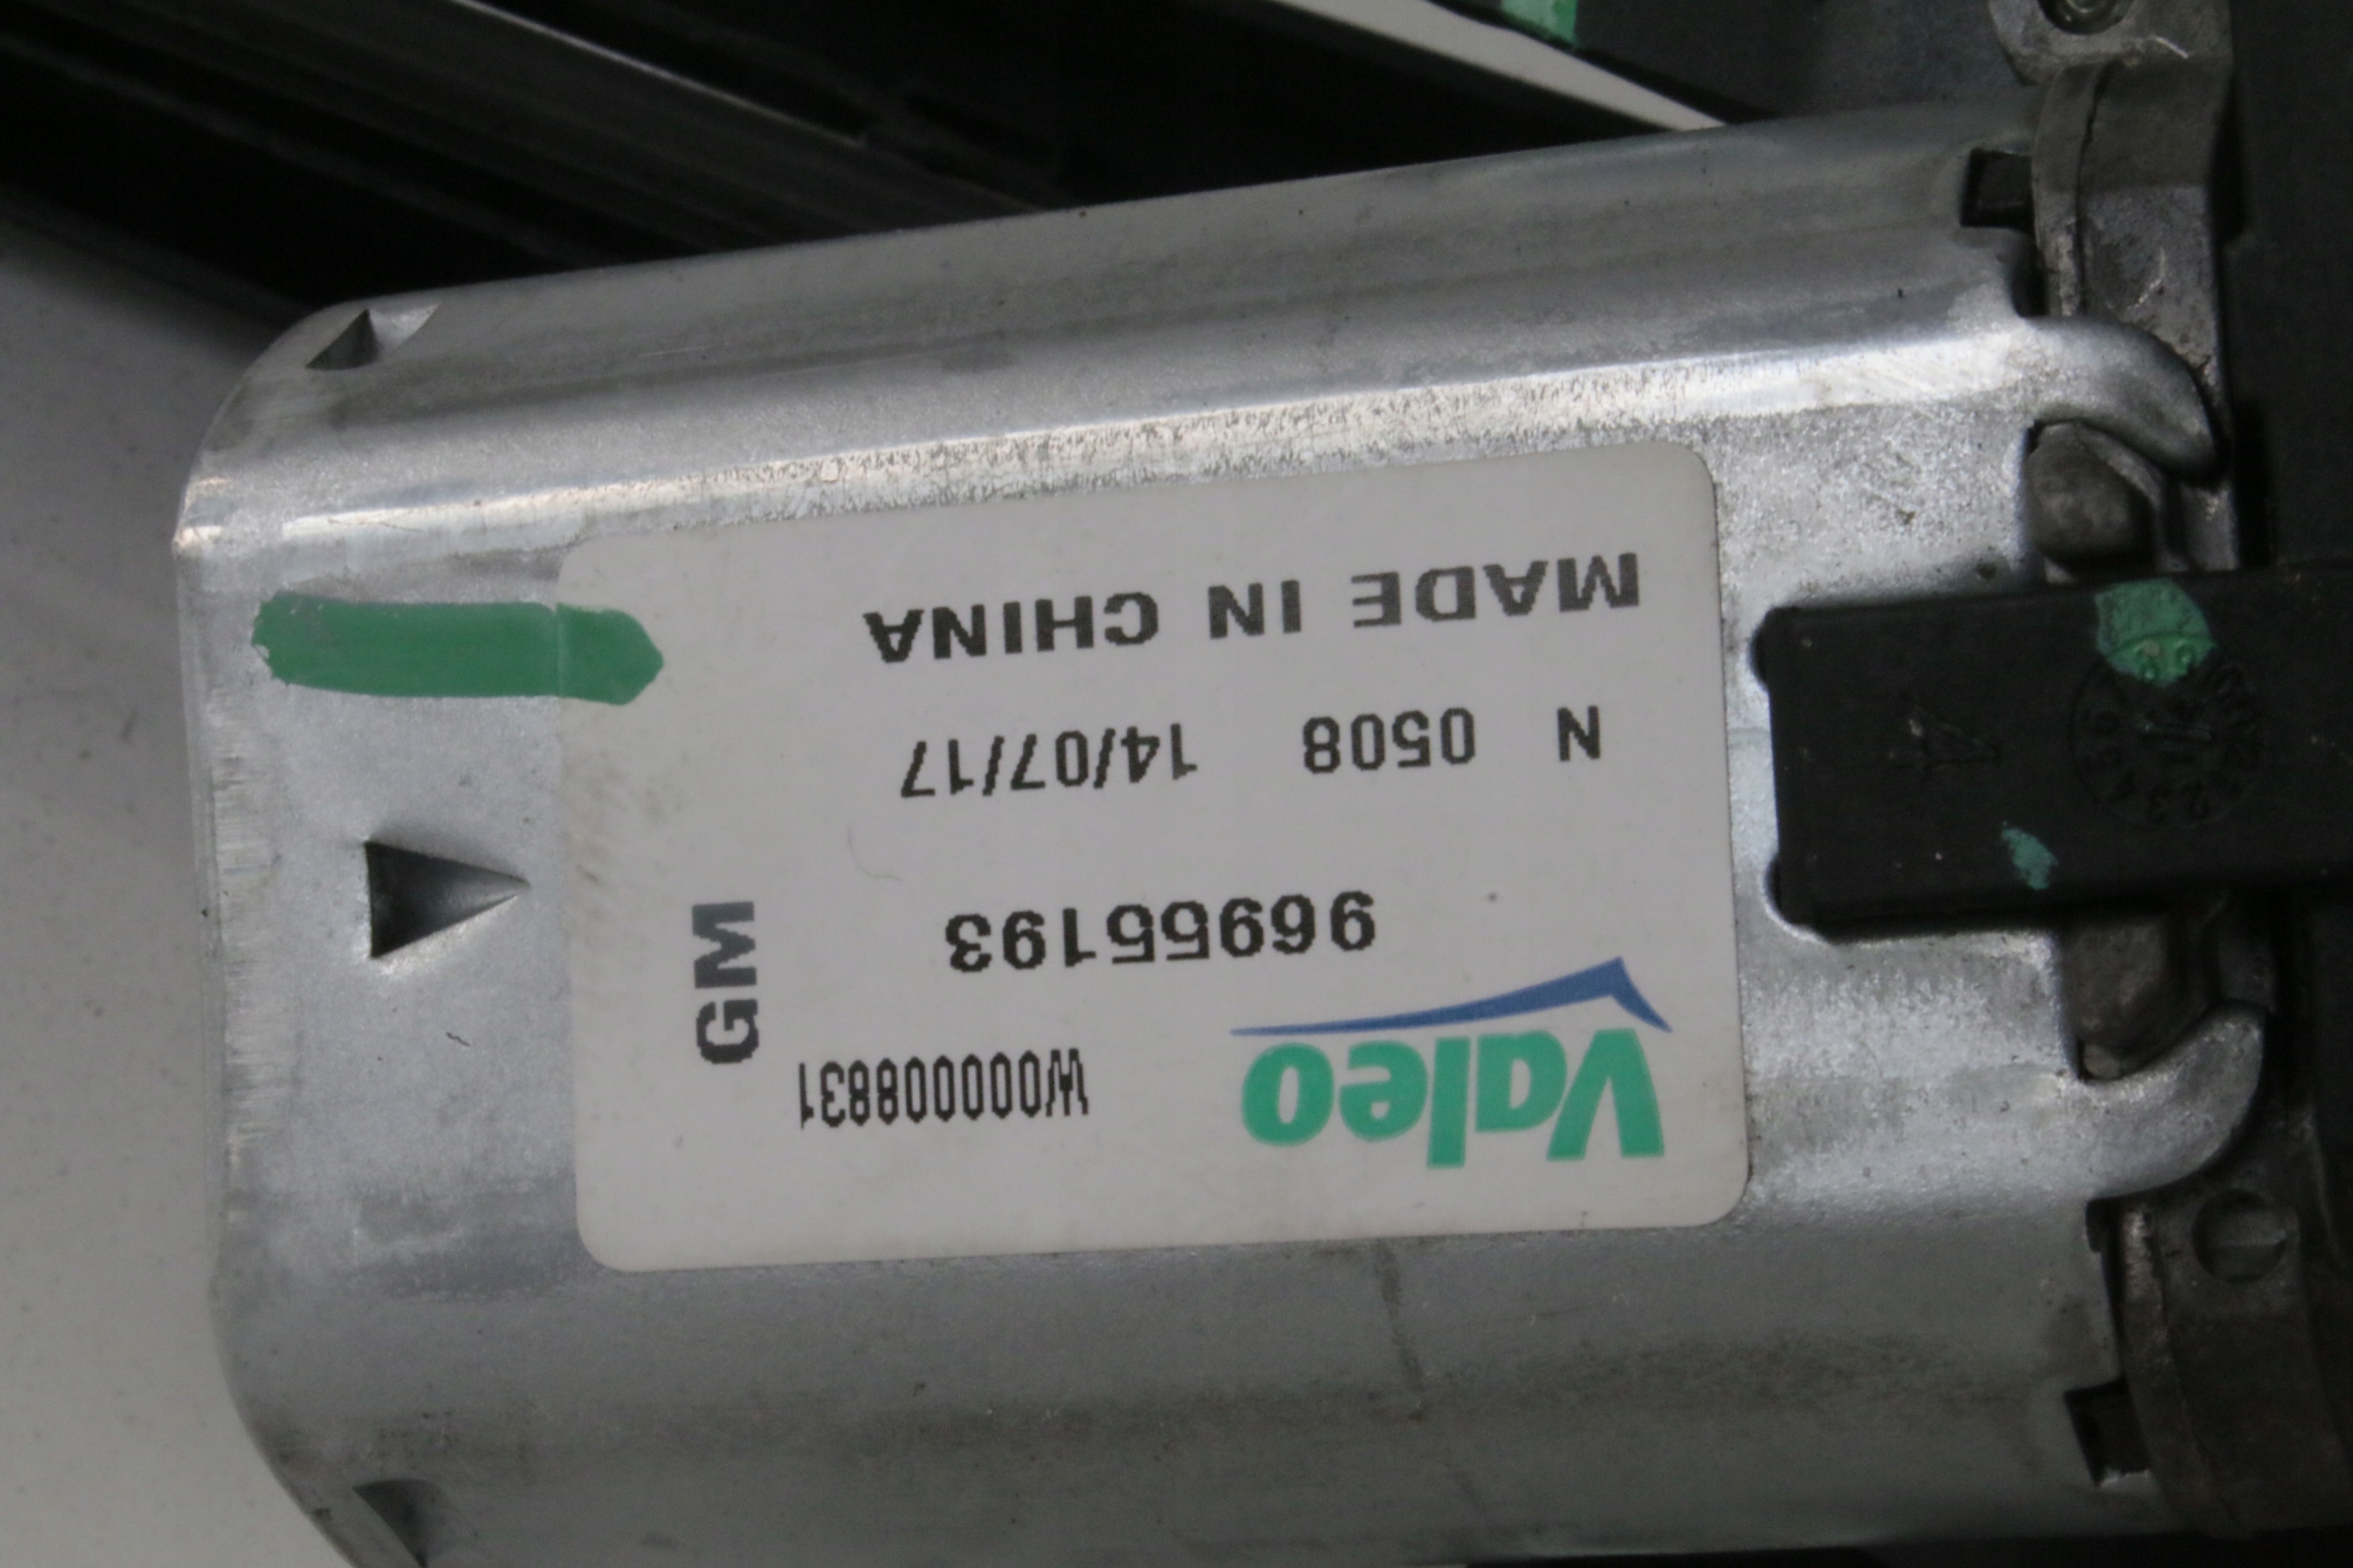 Valeo W000008831
96955193
GM
N 0508 14/07/17
MADE IN CHINA